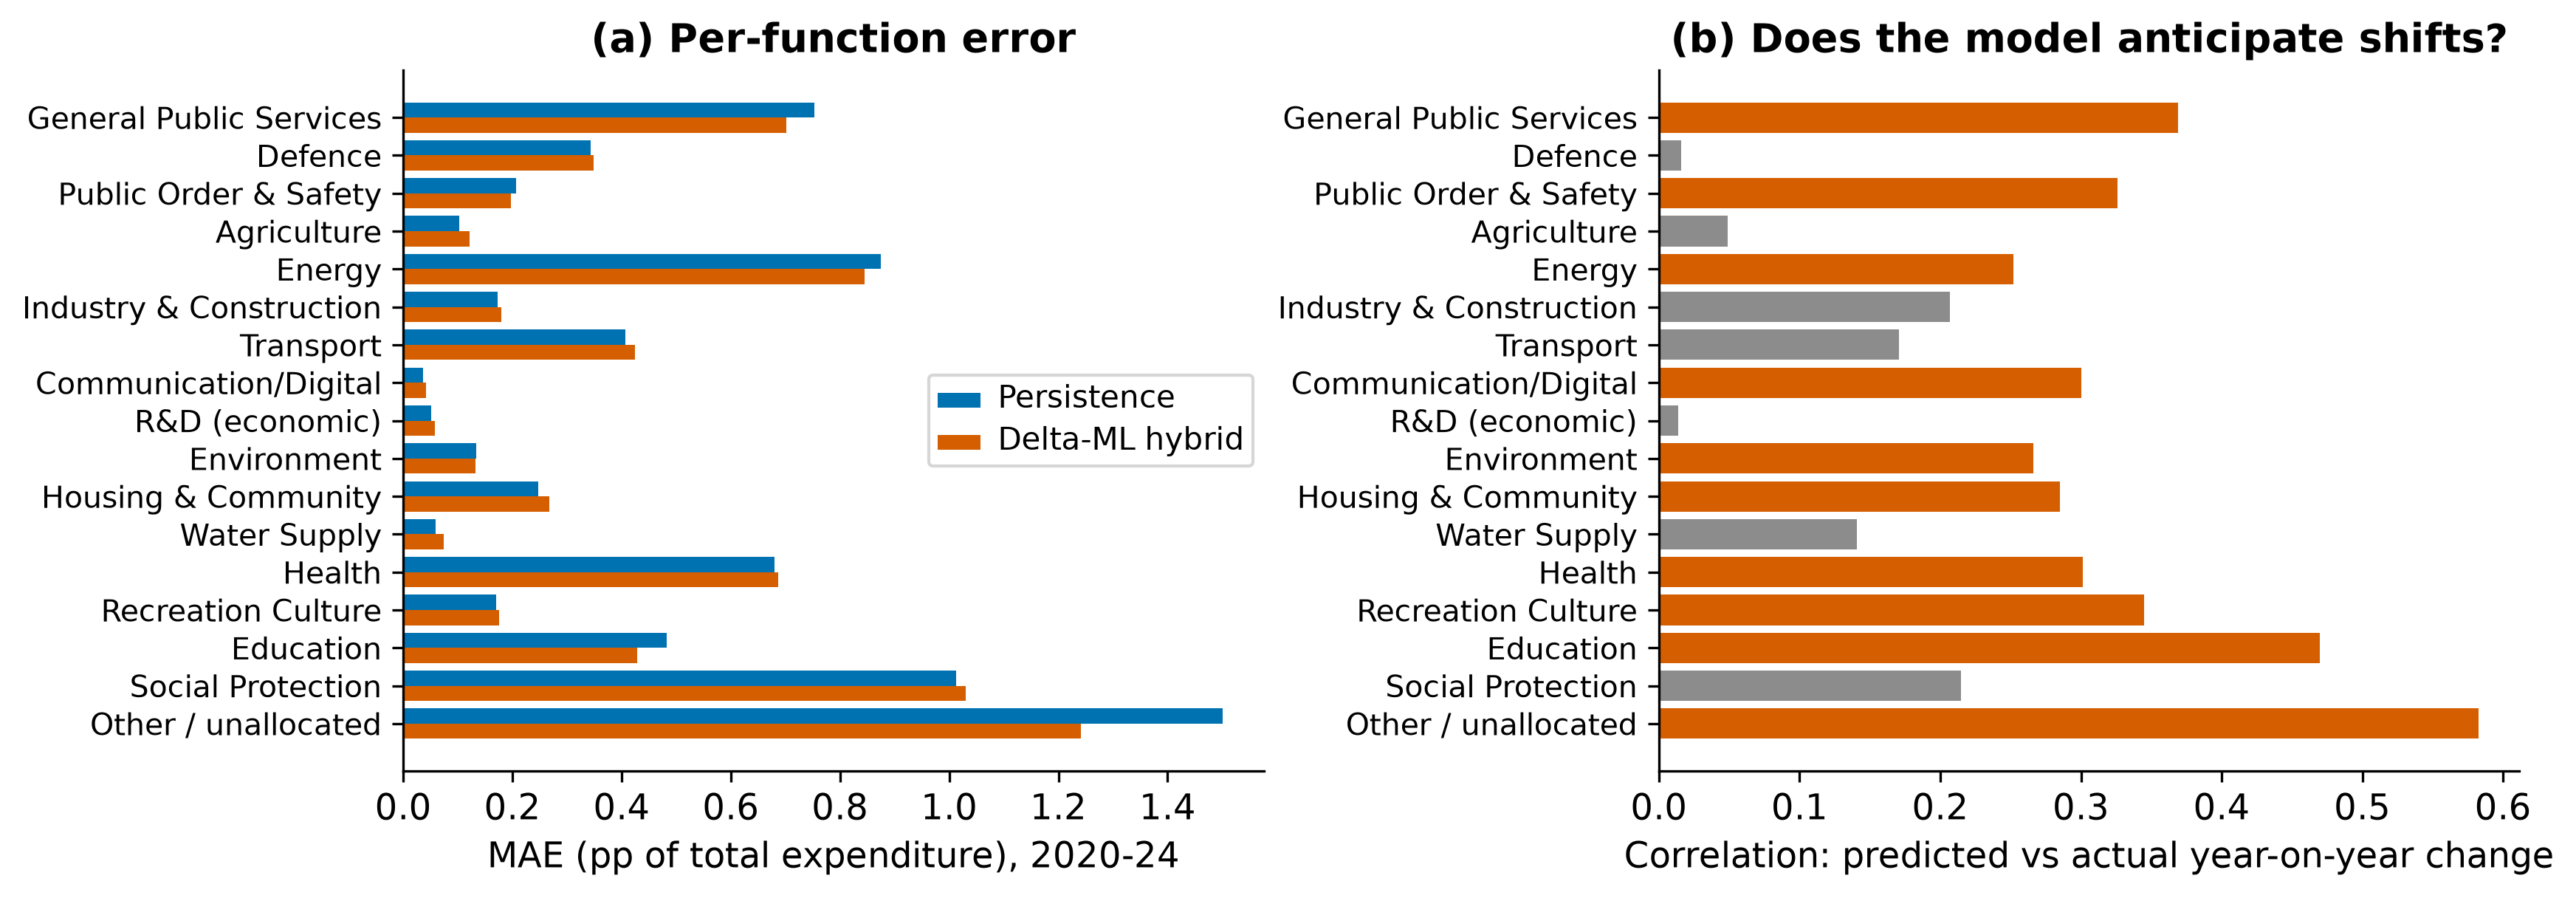 (a) Per-function error
General Public Services
Defence
Public Order & Safety
Agriculture
Energy
Industry & Construction
Transport
Communication/Digital
R&D (economic)
Environment
Housing & Community
Water Supply
Health
Recreation Culture
Education
Social Protection
Other / unallocated
Persistence
Delta-ML hybrid
0.0 0.2 0.4 0.6 0.8 1.0 1.2 1.4
MAE (pp of total expenditure), 2020-24
(b) Does the model anticipate shifts?
General Public Services
Defence
Public Order & Safety
Agriculture
Energy
Industry & Construction
Transport
Communication/Digital
R&D (economic)
Environment
Housing & Community
Water Supply
Health
Recreation Culture
Education
Social Protection
Other / unallocated
0.0 0.1 0.2 0.3 0.4 0.5 0.6
Correlation: predicted vs actual year-on-year change